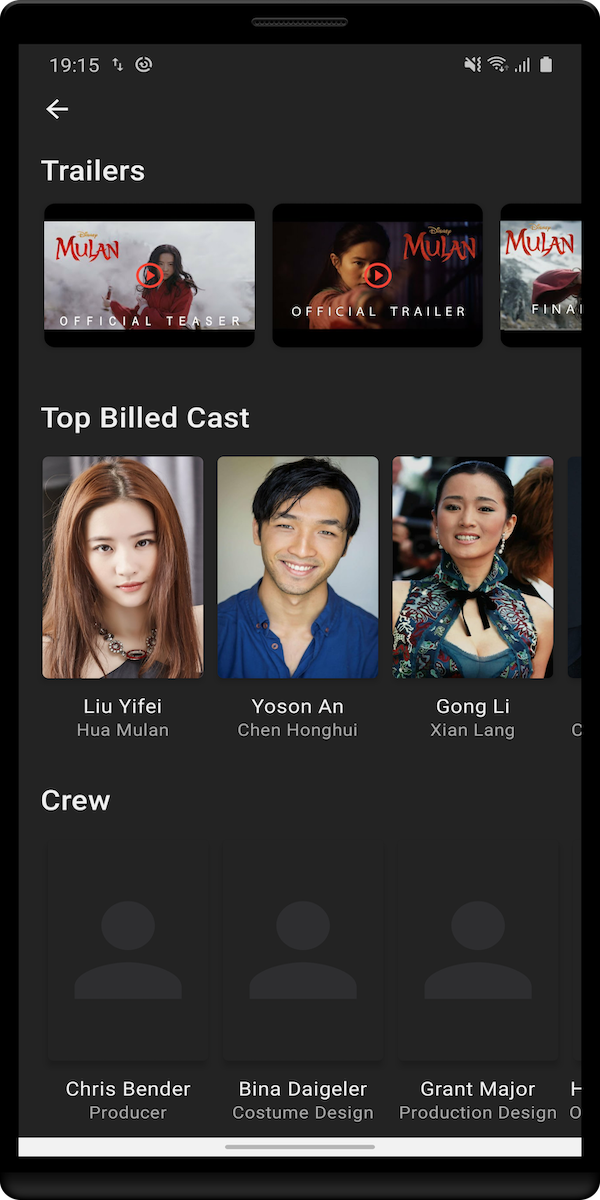 19:15
Trailers
Disney
MULAN
OFFICIAL TEASER
Disney
MULAN
OFFICIAL TRAILER
Disney
MULAN
FINA
Top Billed Cast
Liu Yifei
Hua Mulan
Yoson An
Chen Honghui
Gong Li
Xian Lang
C
Crew
Chris Bender
Producer
Bina Daigeler
Costume Design
Grant Major
Production Design
H